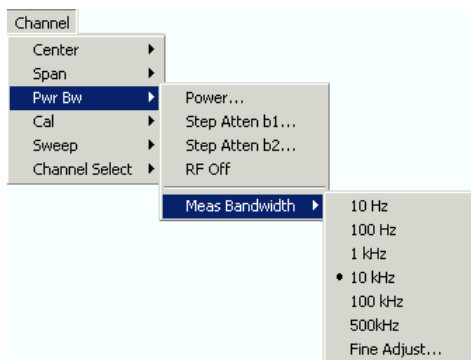 Channel
Center
Span
Pwr Bw
Cal
Sweep
Channel Select
Power...
Step Atten b1...
Step Atten b2...
RF Off
Meas Bandwidth
10 Hz
100 Hz
1 kHz
10 kHz
100 kHz
500kHz
Fine Adjust...